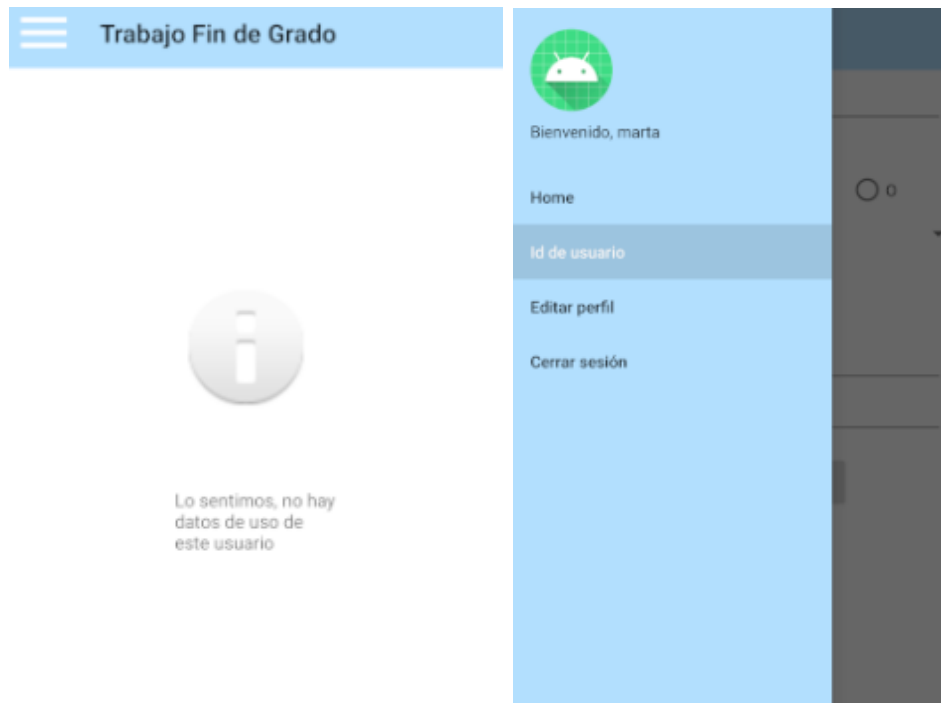 Trabajo Fin de Grado
Lo sentimos, no hay
datos de uso de
este usuario
Bienvenido, marta
Home
Id de usuario
Editar perfil
Cerrar sesión
0